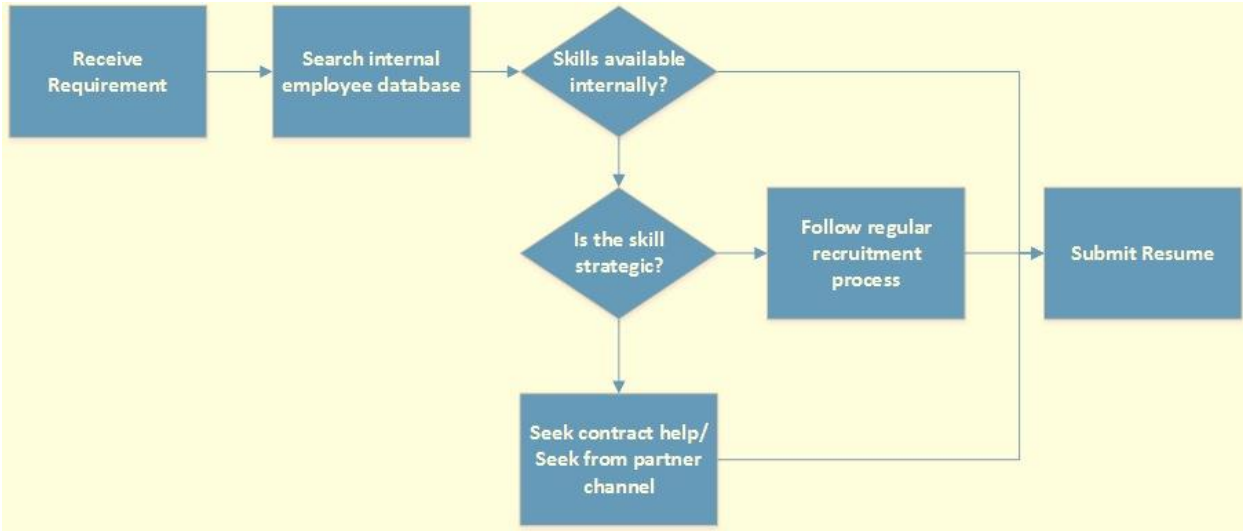 Receive
Requirement
Search internal
employee database
Skills available
internally?
Is the skill
strategic?
Follow regular
recruitment
process
Submit Resume
Seek contract help/
Seek from partner
channel